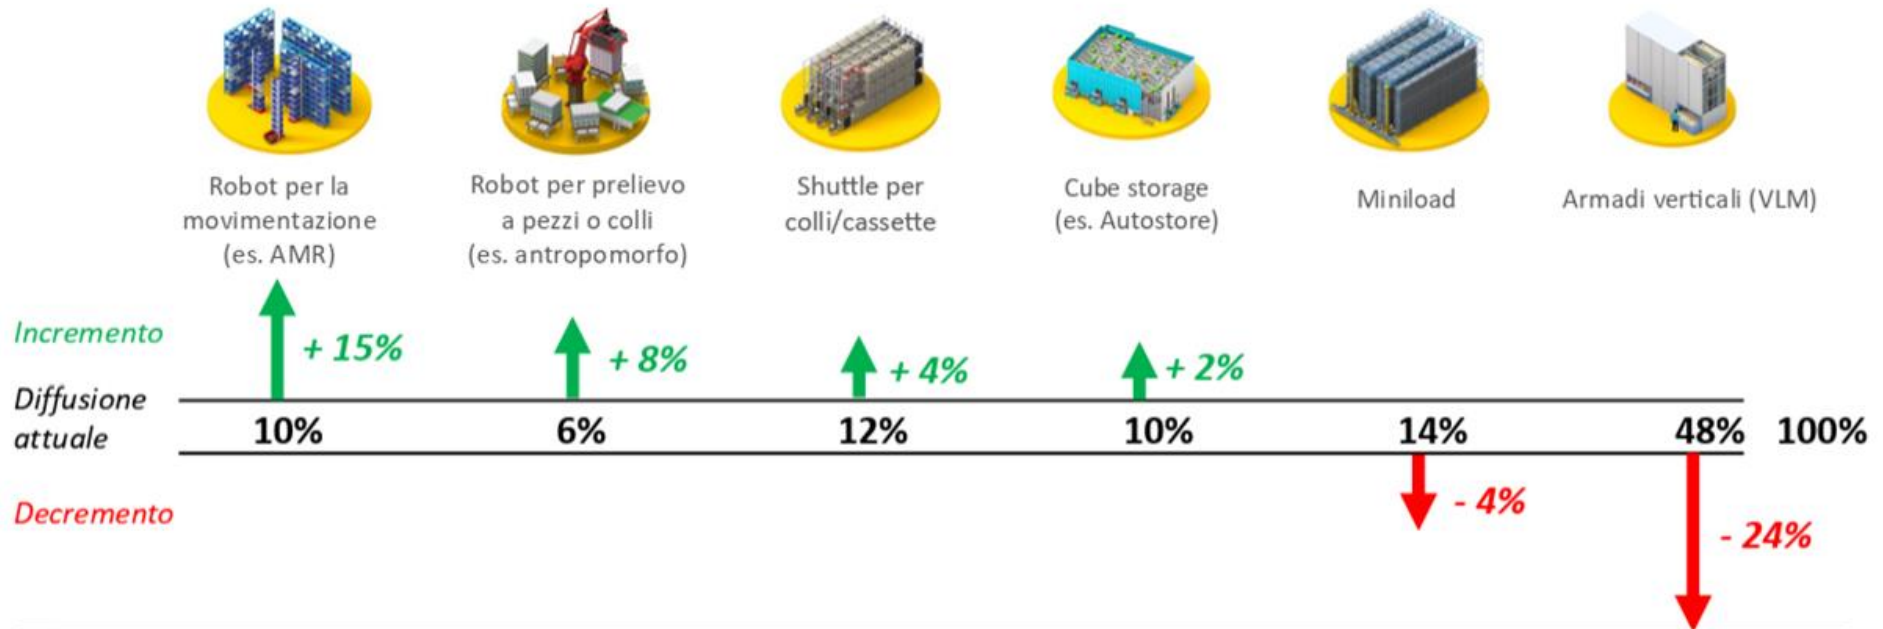 Robot per la
movimentazione
(es. AMR)
Robot per prelievo
a pezzi o colli
(es. antropomorfo)
Shuttle per
colli/cassette
Cube storage
(es. Autostore)
Miniload
Armadi verticali (VLM)
Incremento
+ 15%
+ 8%
+ 4%
+ 2%
Diffusione
attuale
10%
6%
12%
10%
14%
48%
100%
Decremento
- 4%
- 24%